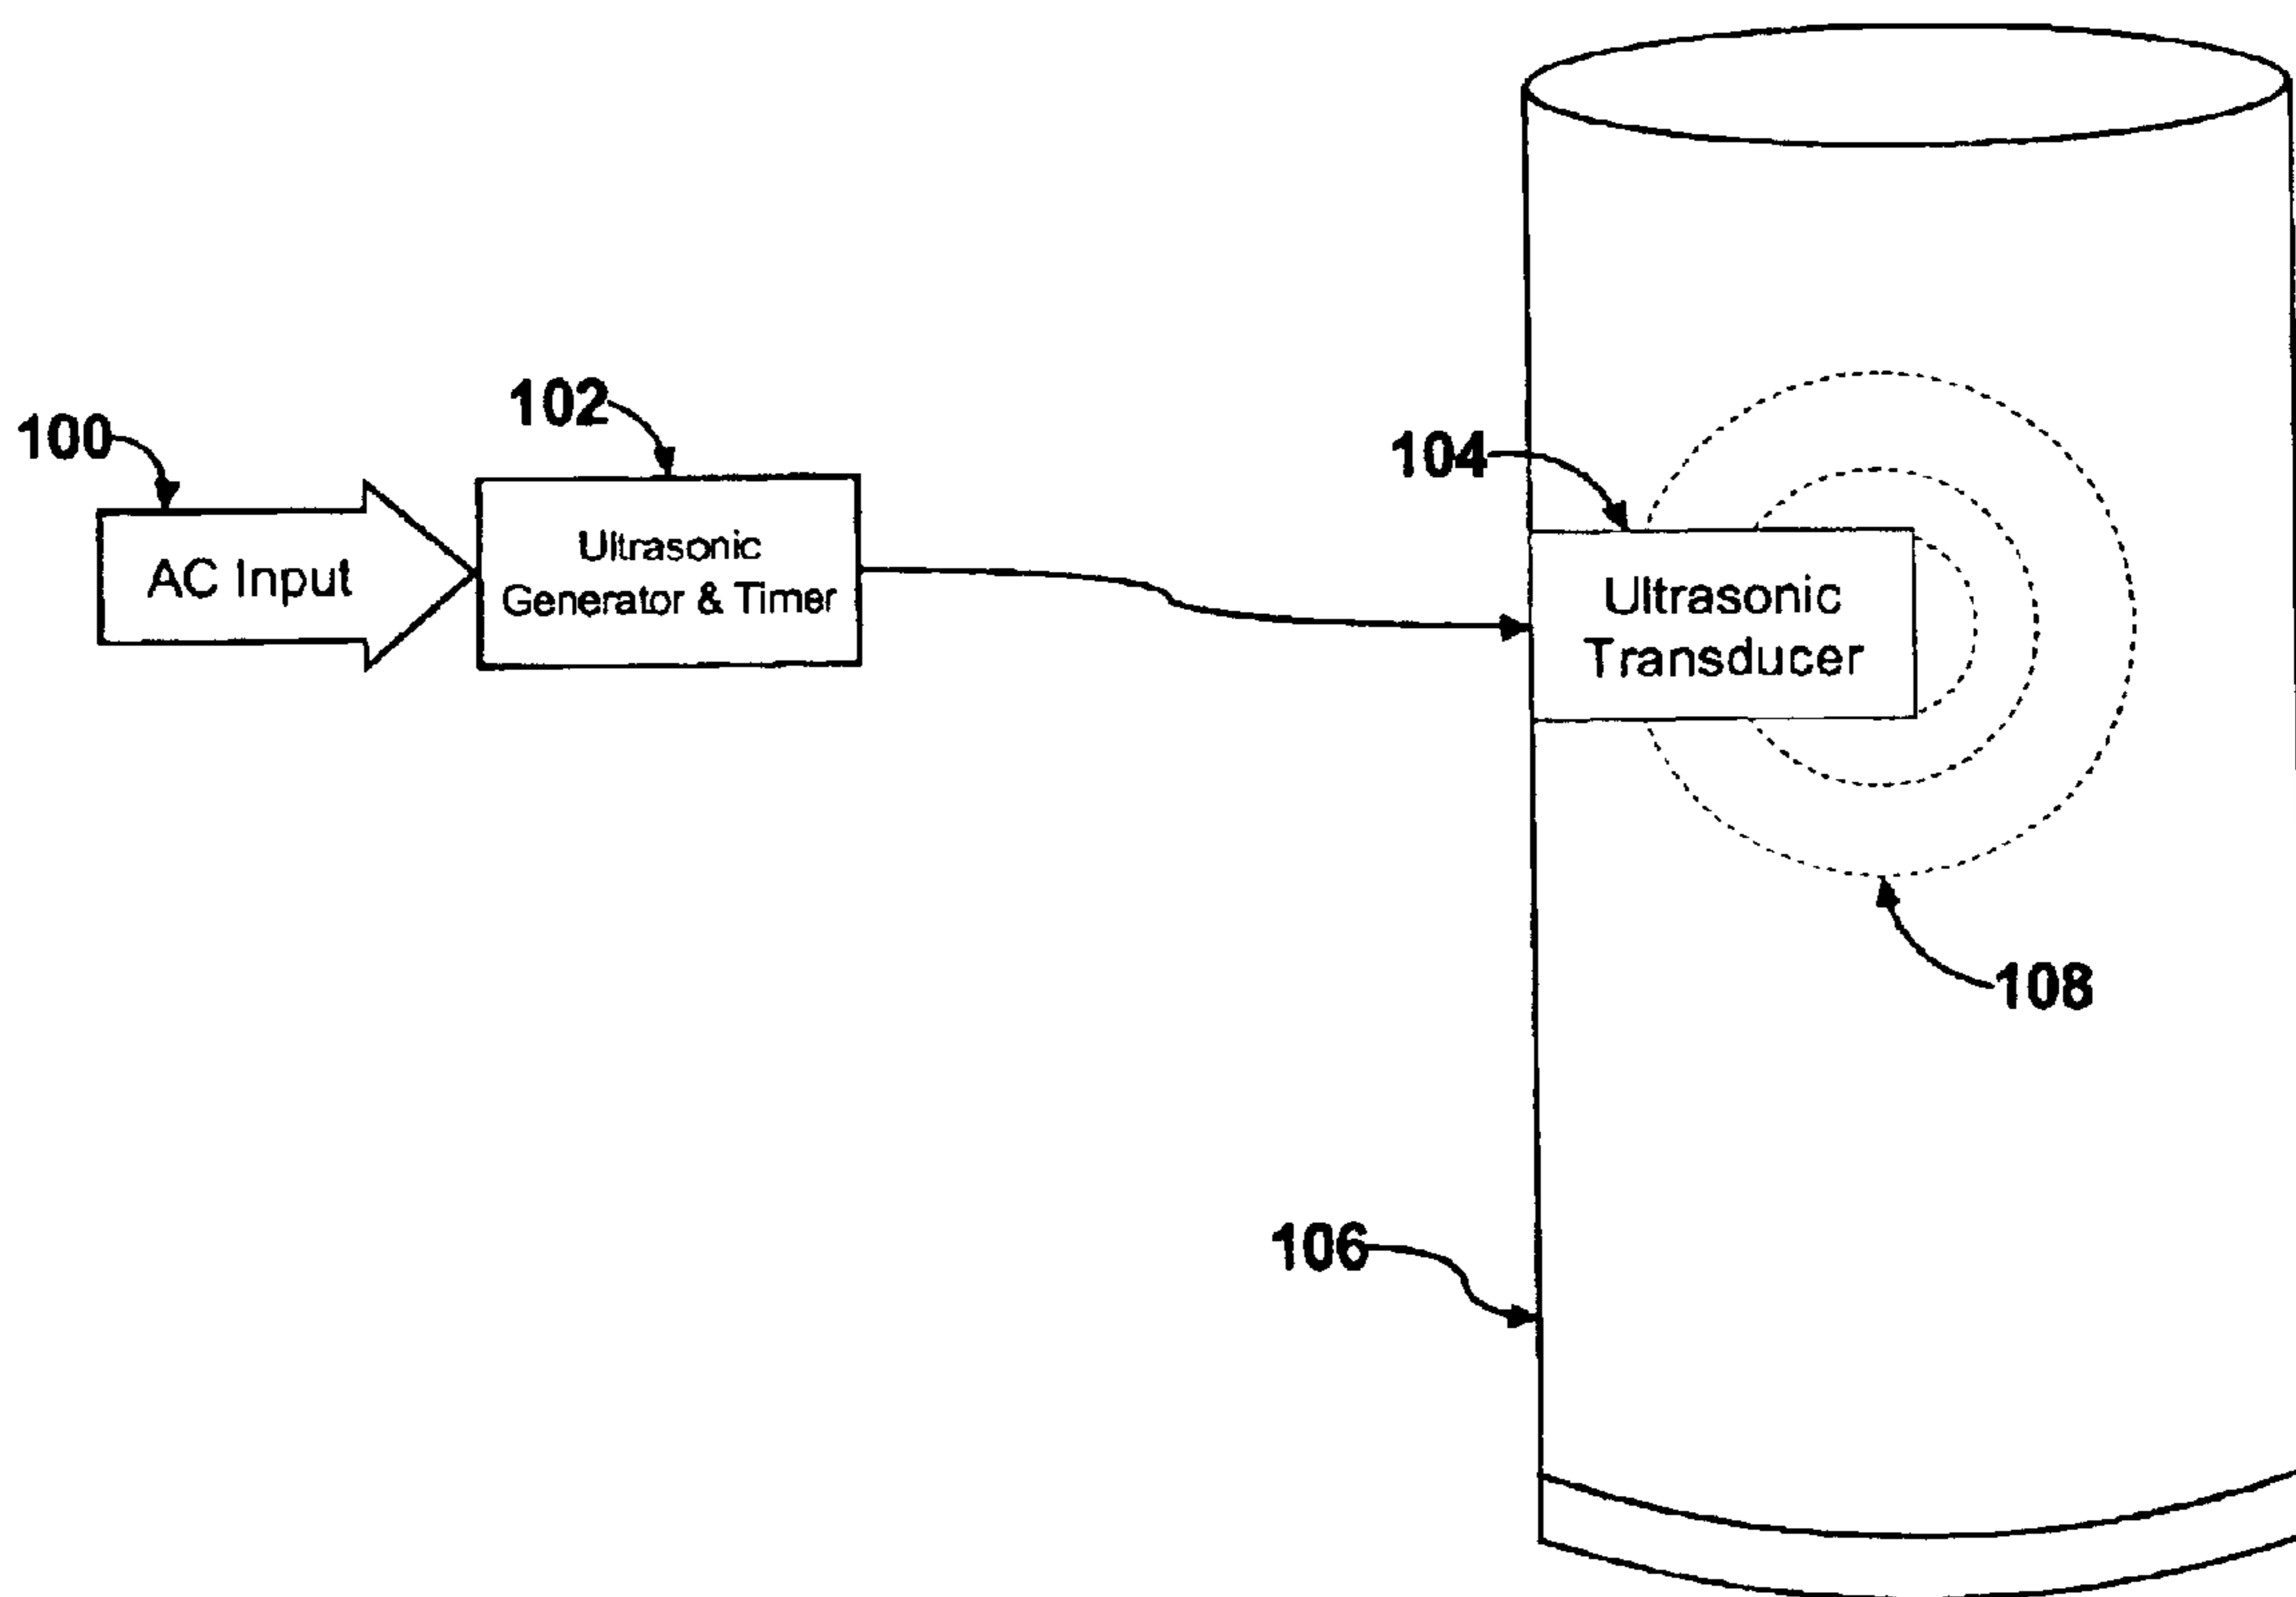 100
102
AC Input
Ultrasonic
Generator & Timer
104
Ultrasonic
Transducer
108
106